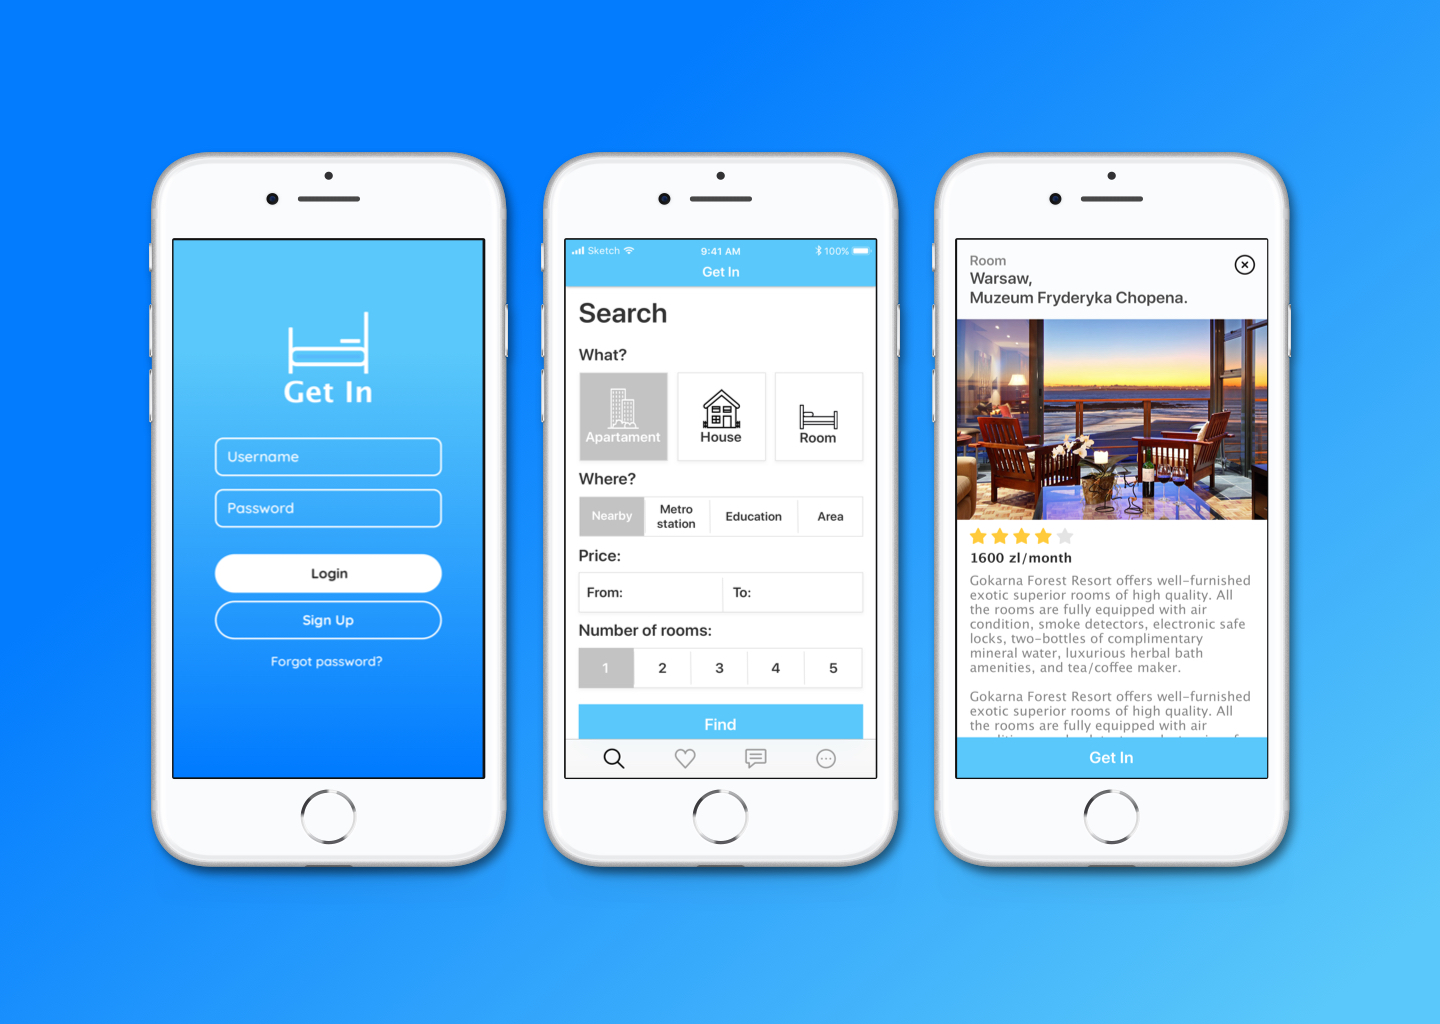 Get In
Username
Password
Login
Sign Up
Forgot password?
Sketch
9:41 AM
100%
Get In
Search
What?
Apartament
House
Room
Where?
Nearby
Metro
station
Education
Area
Price:
From:
To:
Number of rooms:
1
2
3
4
5
Find
Room
Warsaw,
Muzeum Fryderyka Chopena.
1600 zl/month
Gokarna Forest Resort offers well-furnished
exotic superior rooms of high quality. All
the rooms are fully equipped with air
condition, smoke detectors, electronic safe
locks, two-bottles of complimentary
mineral water, luxurious herbal bath
amenities, and tea/coffee maker.
Gokarna Forest Resort offers well-furnished
exotic superior rooms of high quality. All
the rooms are fully equipped with air
Get In